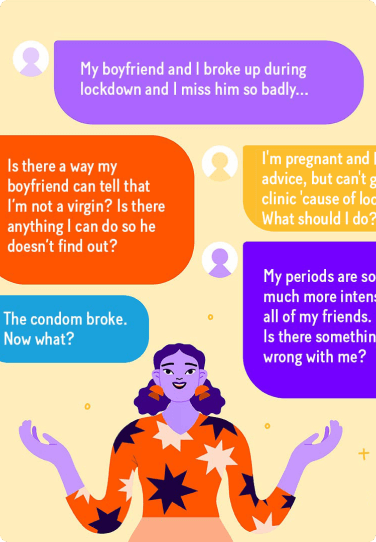 My boyfriend and I broke up during
lockdown and I miss him so badly...
Is there a way my
boyfriend can tell that
I'm not a virgin? Is there
anything I can do so he
doesn't find out?
I'm pregnant and
advice, but can't
clinic 'cause of
What should I do?
My periods are so
much more
all of my friends.
Is there
wrong with me?
The condom broke.
Now what?